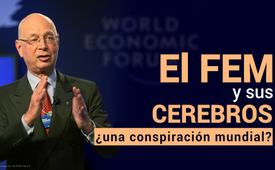 WORLD
ECONOMIC
FORUM
El FEM
y sus
CEREBROS
¿una conspiración mundial?